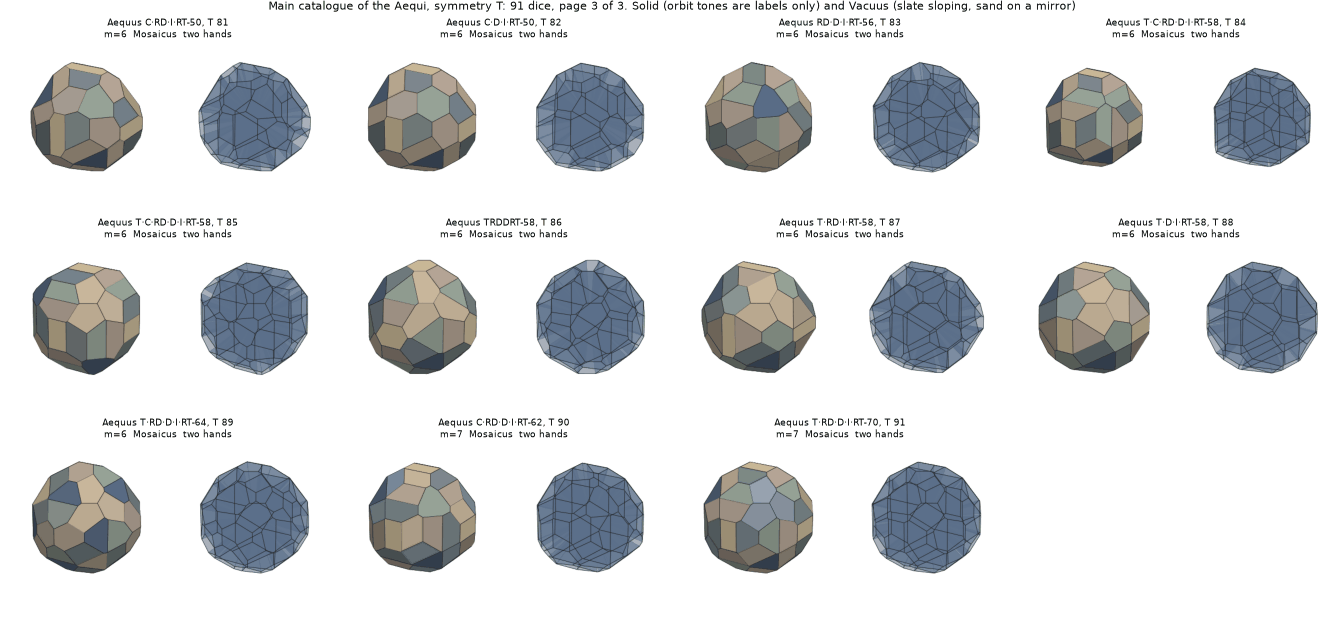 Main catalogue of the Aequi, symmetry T: 91 dice, page 3 of 3. Solid (orbit tones are labels only) and Vacuus (slate sloping, sand on a mirror)
Aequus C·RD·I·RT-50, T 81
m=6 Mosaicus two hands
Aequus C·D·I·RT-50, T 82
m=6 Mosaicus two hands
Aequus RD·D·I·RT-56, T 83
m=6 Mosaicus two hands
Aequus T·C·RD·D·I·RT-58, T 84
m=6 Mosaicus two hands
Aequus T·C·RD·D·I·RT-58, T 85
m=6 Mosaicus two hands
Aequus TRDDRT-58, T 86
m=6 Mosaicus two hands
Aequus T·RD·I·RT-58, T 87
m=6 Mosaicus two hands
Aequus T·D·I·RT-58, T 88
m=6 Mosaicus two hands
Aequus T·RD·D·I·RT-64, T 89
m=6 Mosaicus two hands
Aequus C·RD·D·I·RT-62, T 90
m=7 Mosaicus two hands
Aequus T·RD·D·I·RT-70, T 91
m=7 Mosaicus two hands